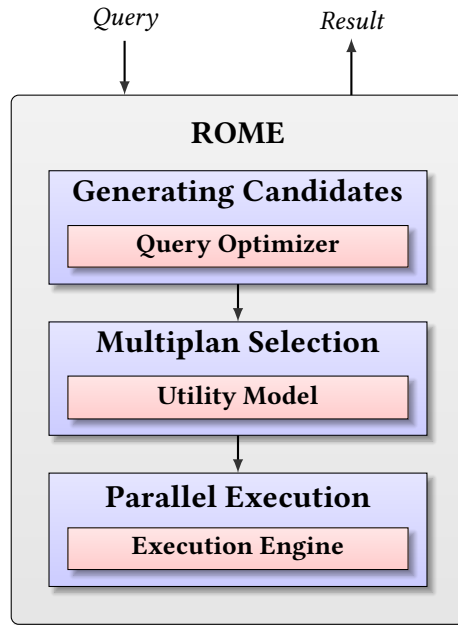 Query Result
ROME
Generating Candidates
Query Optimizer
Multiplan Selection
Utility Model
Parallel Execution
Execution Engine